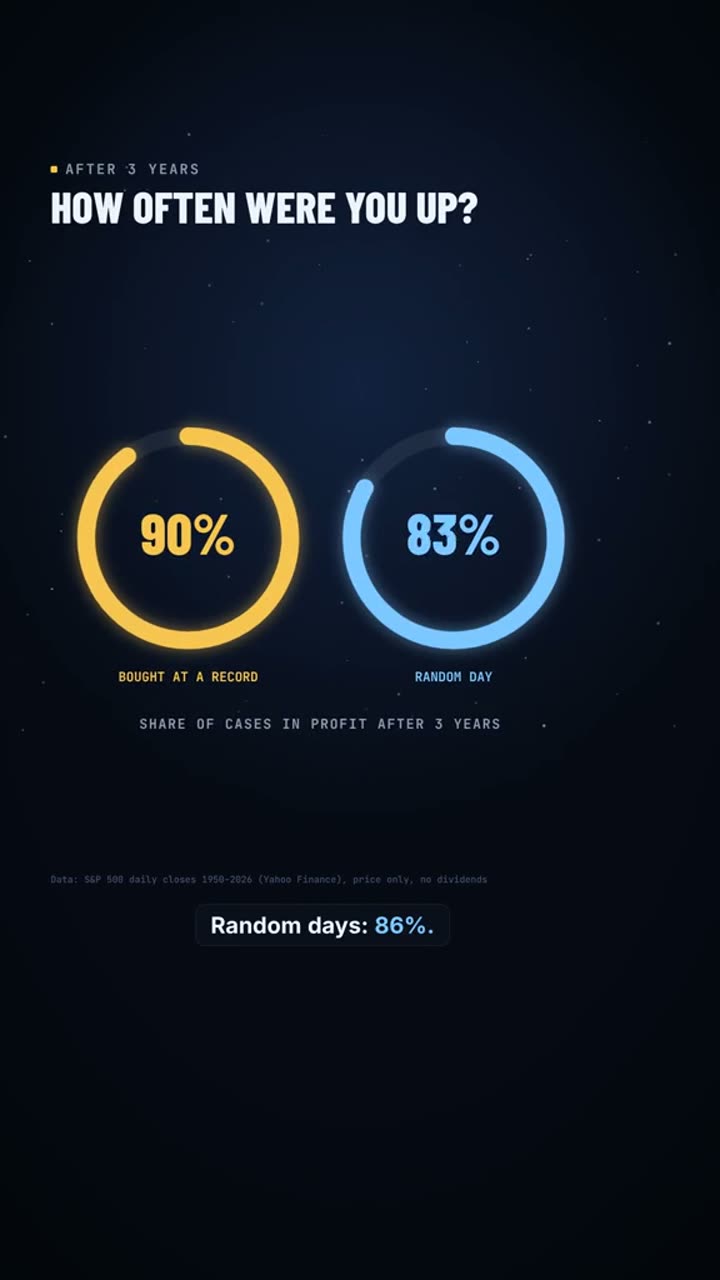 AFTER 3 YEARS
HOW OFTEN WERE YOU UP?
90%
83%
BOUGHT AT A RECORD
RANDOM DAY
SHARE OF CASES IN PROFIT AFTER 3 YEARS
Data: S&P 500 daily closes 1950–2026 (Yahoo Finance), price only, no dividends
Random days: 86%.